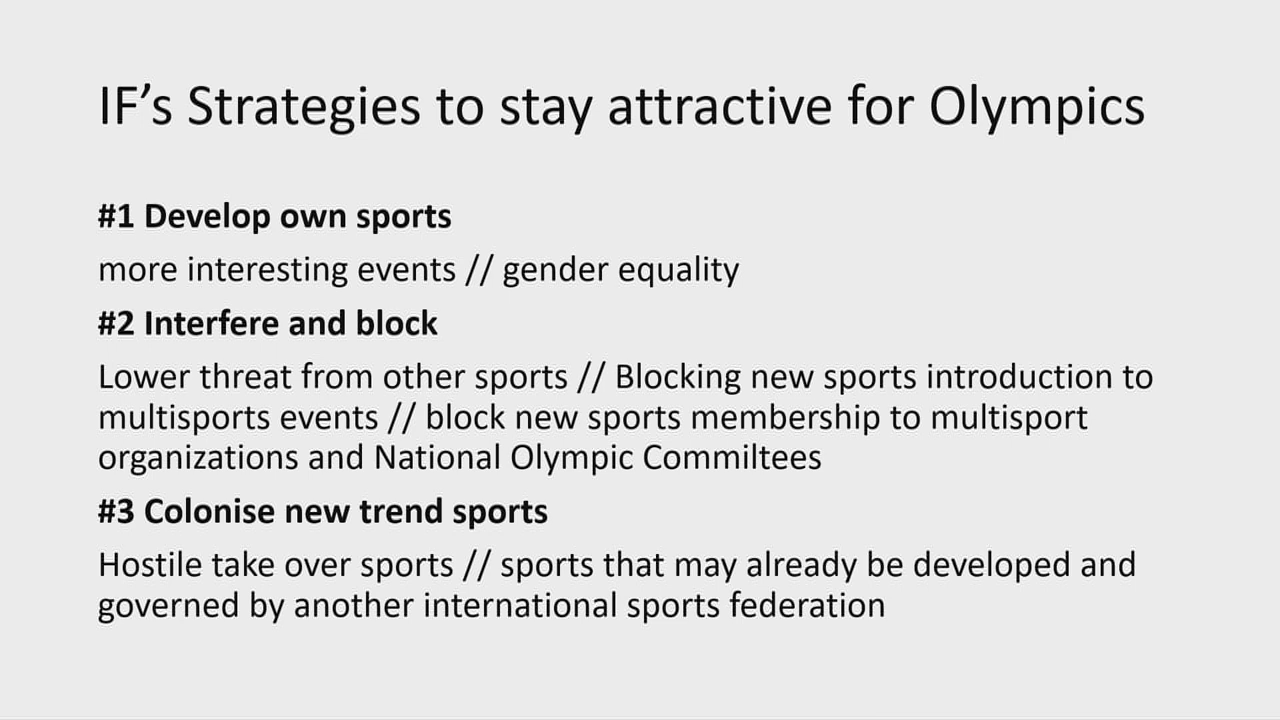 IF’s Strategies to stay attractive for Olympics
#1 Develop own sports
more interesting events // gender equality
#2 Interfere and block
Lower threat from other sports // Blocking new sports introduction to
multisports events // block new sports membership to multisport
organizations and National Olympic Commiltees
#3 Colonise new trend sports
Hostile take over sports // sports that may already be developed and
governed by another international sports federation